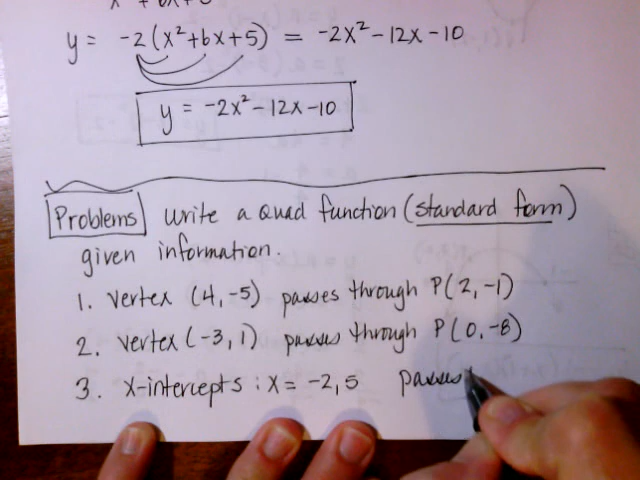 y = -2(x²+6x+5) = -2x²-12x-10
y = -2x²-12x-10
Problems Write a Quad function (standard form)
given information.
1. Vertex (4,-5) passes through P(2,-1)
2. Vertex (-3,1) passes through P(0,-8)
3. x-intercepts: x = -2,5 passes